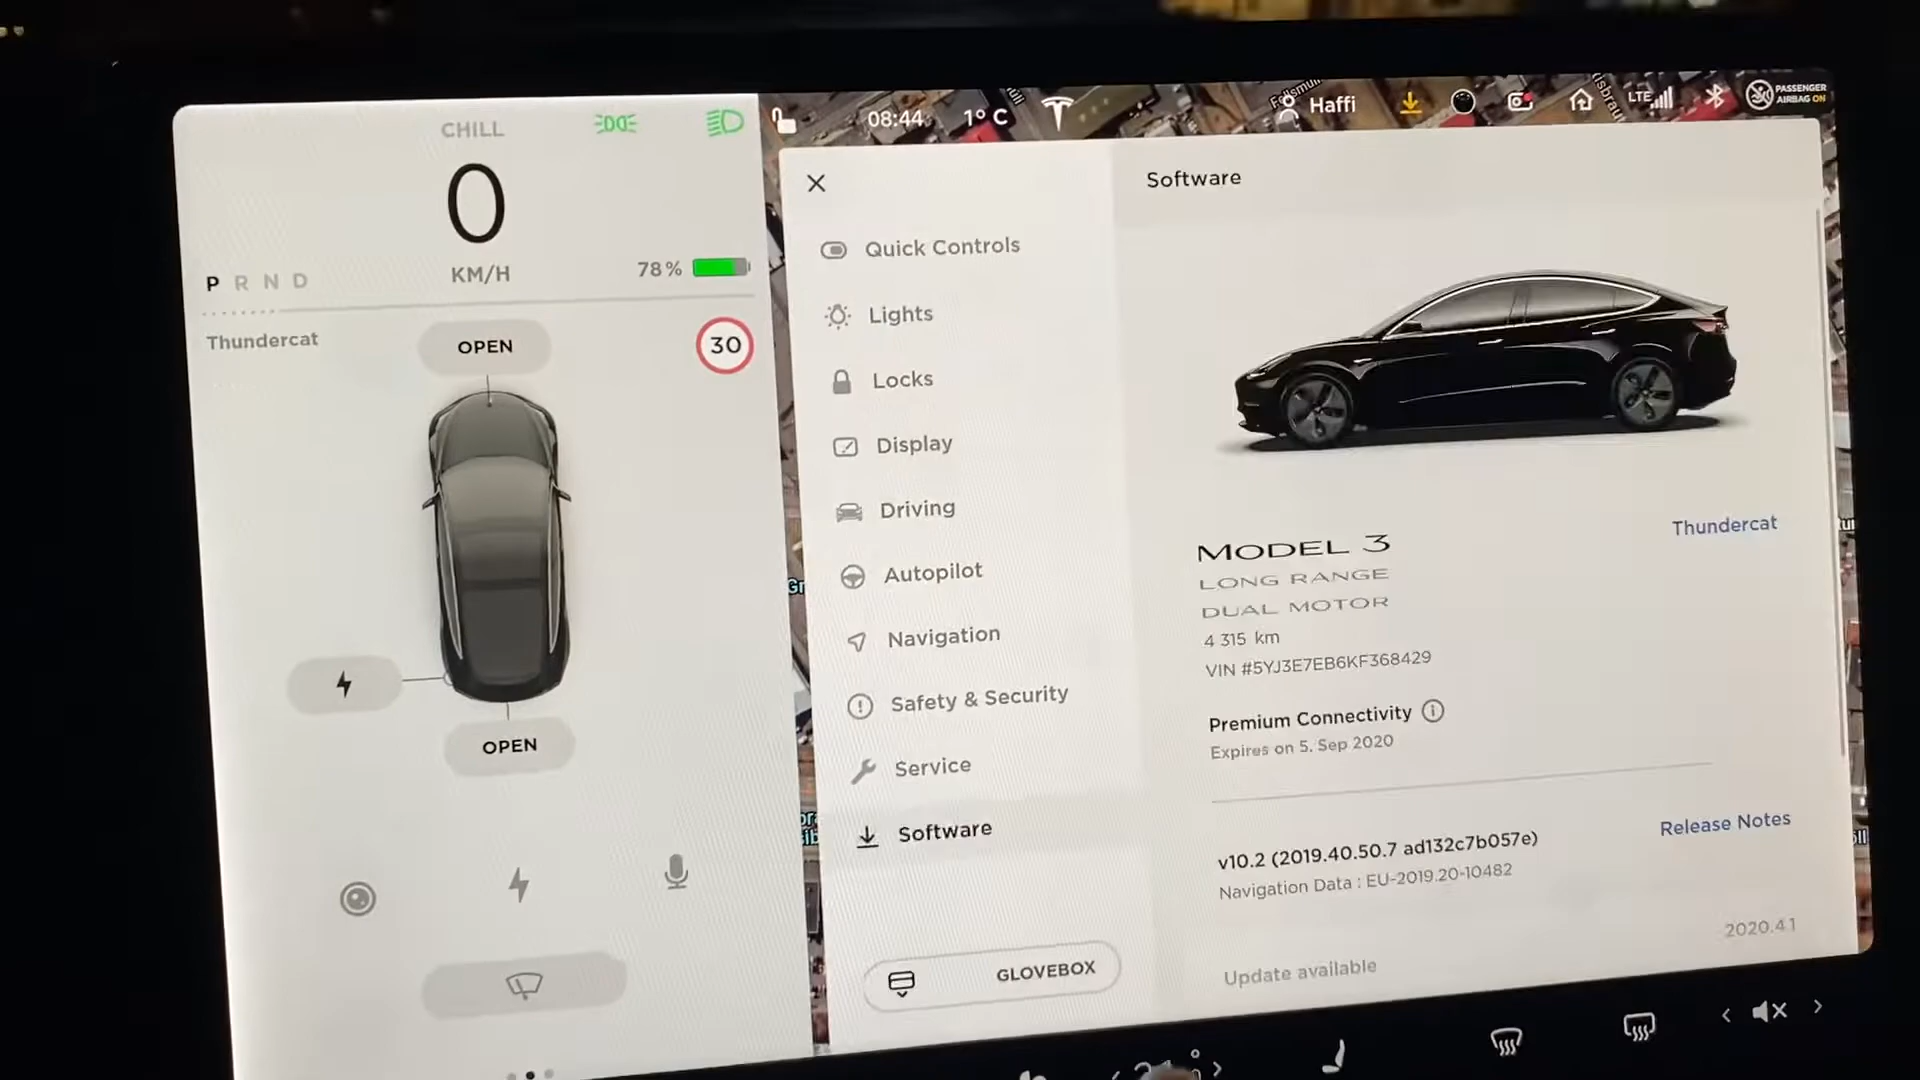 CHILL
0
KM/H
P R N D
78%
Thundercat
30
OPEN
OPEN
08:44
1° C
Haffi
LTE
PASSENGER
AIRBAG ON
Quick Controls
Lights
Locks
Display
Driving
Autopilot
Navigation
Safety & Security
Service
Software
GLOVEBOX
Software
Thundercat
MODEL 3
LONG RANGE
DUAL MOTOR
4 315 km
VIN #5YJ3E7EB6KF368429
Premium Connectivity
Expires on 5. Sep 2020
v10.2 (2019.40.50.7 ad132c7b057e)
Release Notes
Navigation Data : EU-2019.20-10482
2020.4.1
Update available